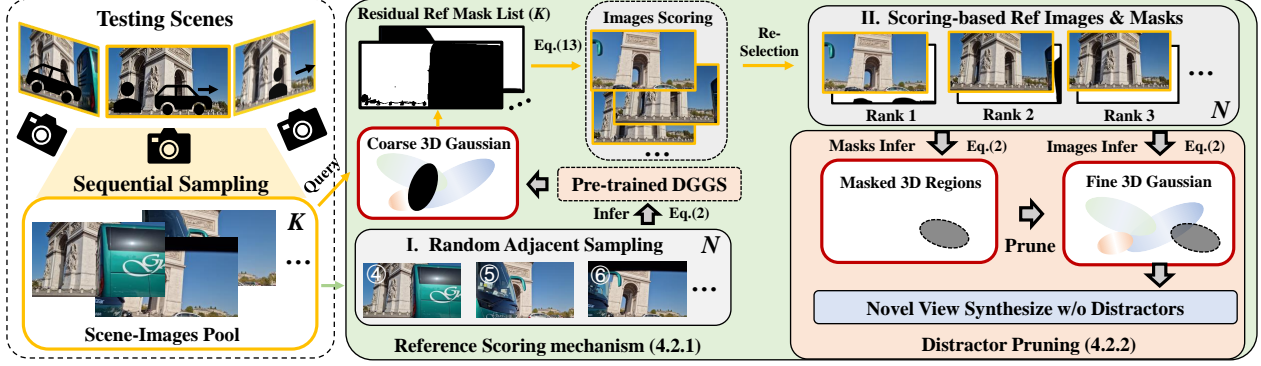 Testing Scenes
Sequential Sampling
Query
K
Scene-Images Pool
Residual Ref Mask List (K)
Eq.(13)
Images Scoring
Re-
Selection
Coarse 3D Gaussian
Pre-trained DGGS
Infer
Eq.(2)
I. Random Adjacent Sampling
N
④
⑤
⑥
Reference Scoring mechanism (4.2.1)
II. Scoring-based Ref Images & Masks
Rank 1
Rank 2
Rank 3
N
Masks Infer
Eq.(2)
Images Infer
Eq.(2)
Masked 3D Regions
Prune
Fine 3D Gaussian
Novel View Synthesize w/o Distractors
Distractor Pruning (4.2.2)